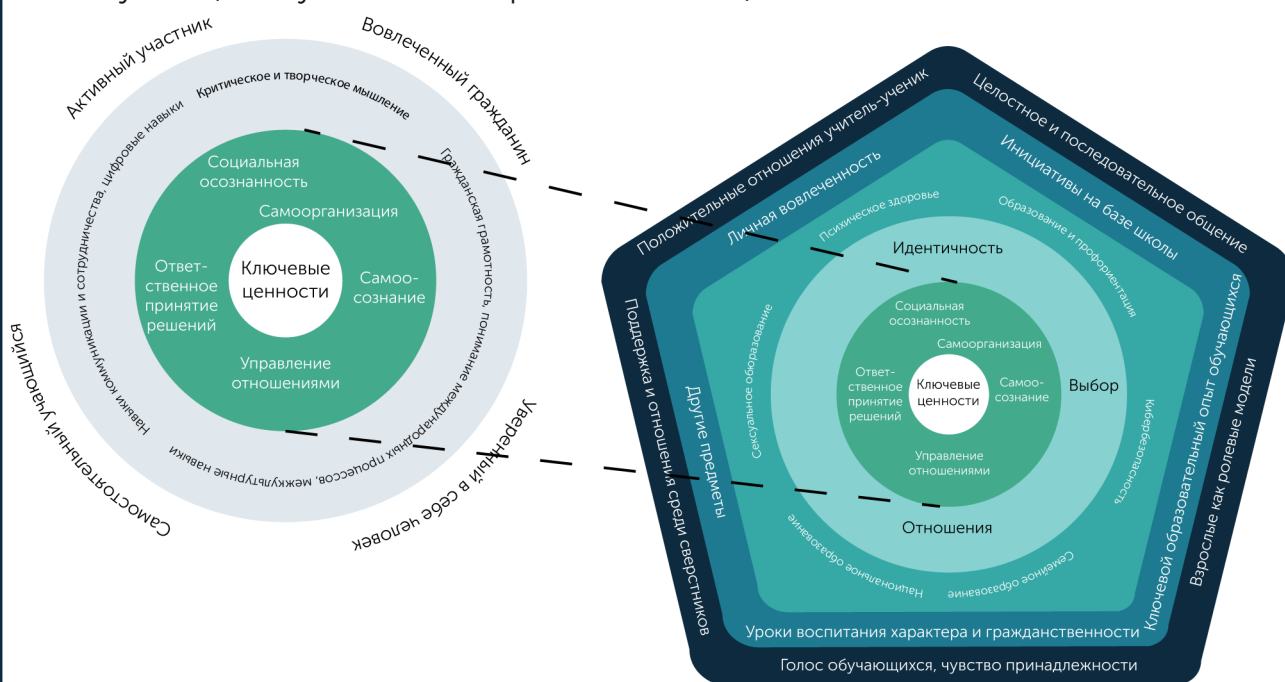 Активный участник
Вовлеченный гражданин
Критическое и творческое мышление
Гражданская грамотность, понимание международных процессов, межкультурные навыки
Навыки коммуникации и сотрудничества, цифровые навыки
Социальная
осознанность
Самоорганизация
Ключевые
ценности
Ответ-
ственное
принятие
решений
Самоо-
сознание
Управление
отношениями
Самостоятельный учащийся
Уверенный в себе человек
Положительные отношения учитель-ученик
Целостное и последовательное общение
Личная вовлеченность
Инициативы на базе школы
Психическое здоровье
Образование и профориентация
Идентичность
Социальная
осознанность
Самоорганизация
Ключевые
ценности
Ответ-
ственное
принятие
решений
Самоо-
сознание
Управление
отношениями
Выбор
Отношения
Сексуальное обюразование
Кибербезопасность
Национальное образование
Семейное образование
Другие предметы
Ключевой образовательный опыт обучающихся
Поддержка и отношения среди сверстников
Взрослые как ролевые модели
Уроки воспитания характера и гражданственности
Голос обучающихся, чувство принадлежности